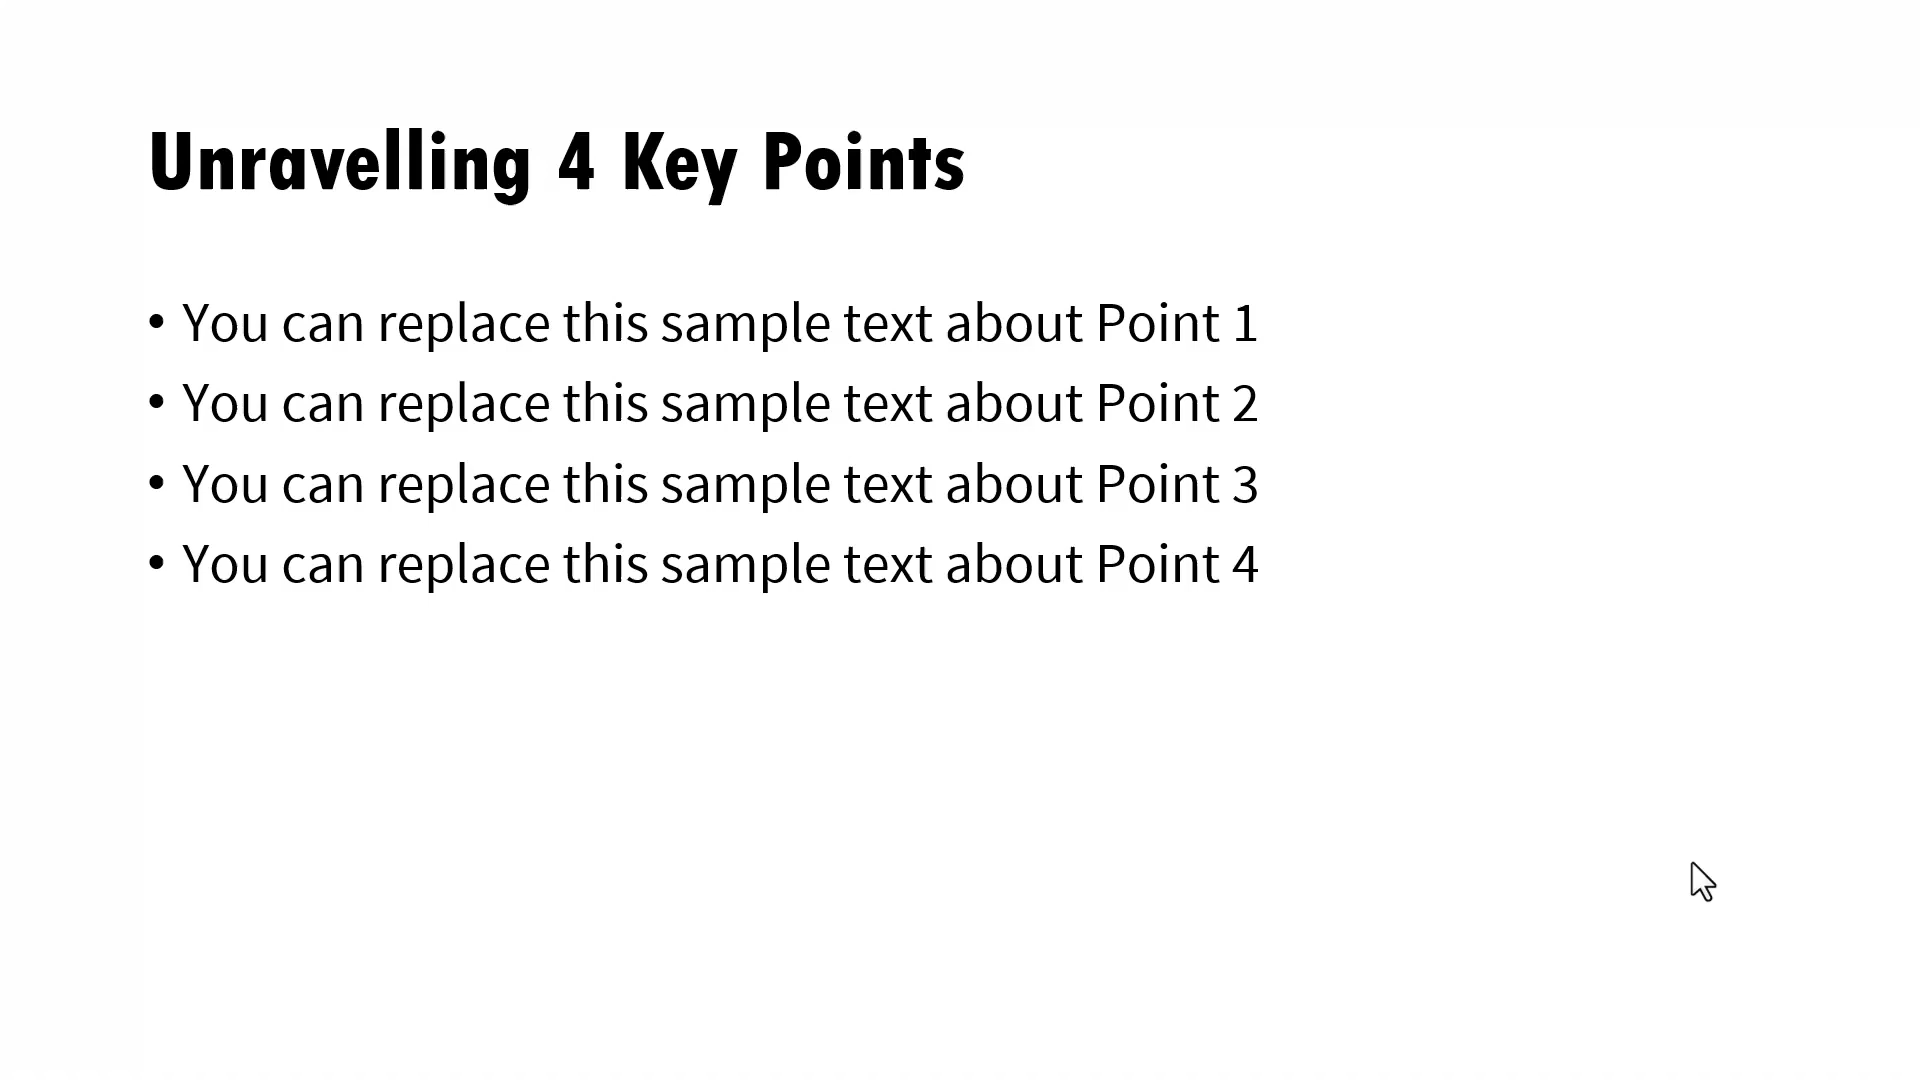 Unravelling 4 Key Points
• You can replace this sample text about Point 1
• You can replace this sample text about Point 2
• You can replace this sample text about Point 3
• You can replace this sample text about Point 4